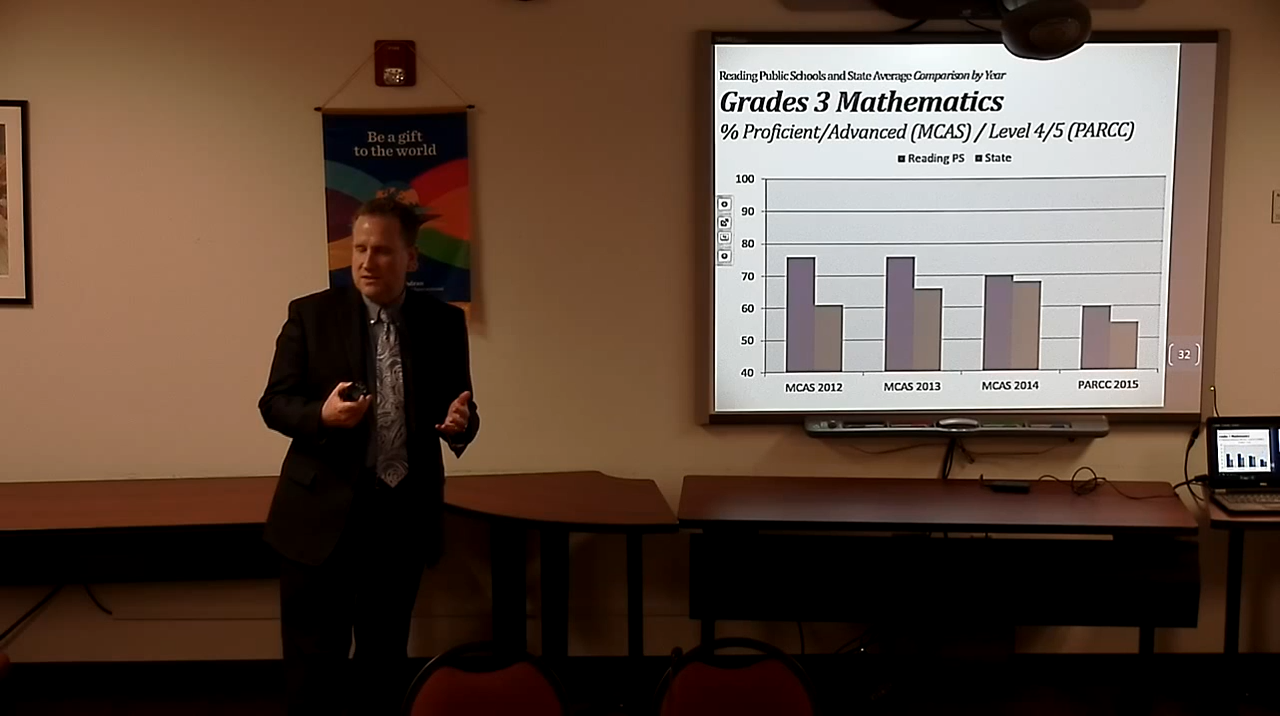 Be a gift
to the world
Reading Public Schools and State Average Comparison by Year
Grades 3 Mathematics
% Proficient/Advanced (MCAS) / Level 4/5 (PARCC)
Reading PS State
100
90
80
70
60
50
40
MCAS 2012 MCAS 2013 MCAS 2014 PARCC 2015
32